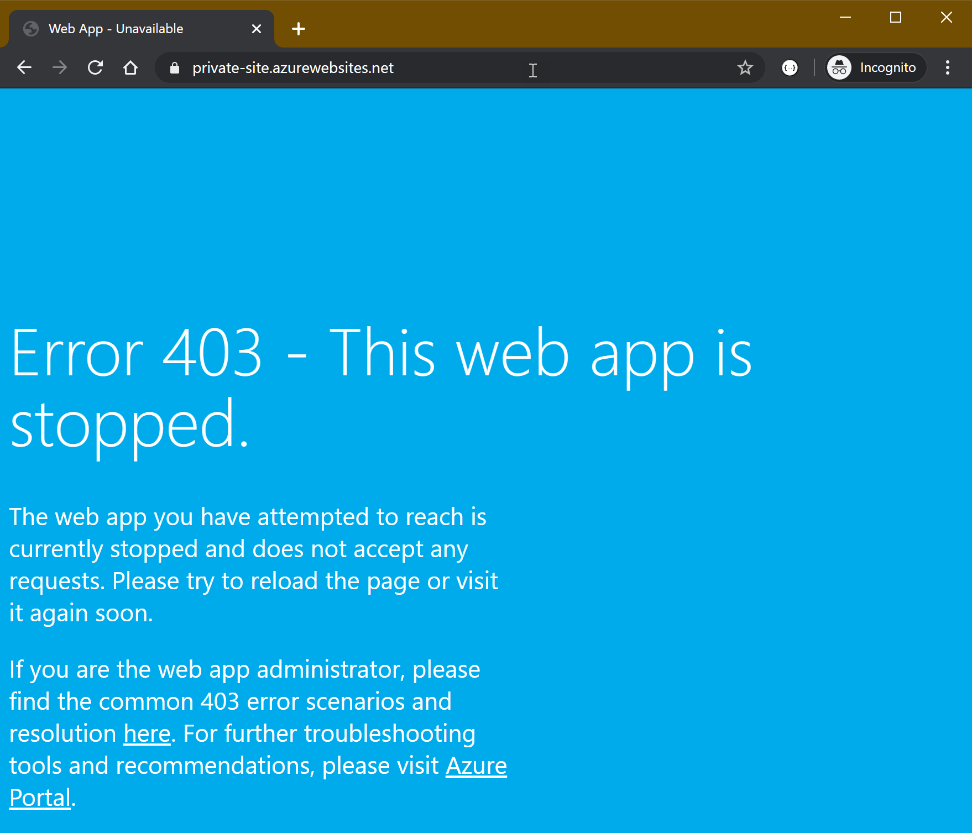 Web App - Unavailable
private-site.azurewebsites.net
Incognito
Error 403 - This web app is
stopped.
The web app you have attempted to reach is
currently stopped and does not accept any
requests. Please try to reload the page or visit
it again soon.
If you are the web app administrator, please
find the common 403 error scenarios and
resolution here. For further troubleshooting
tools and recommendations, please visit Azure
Portal.